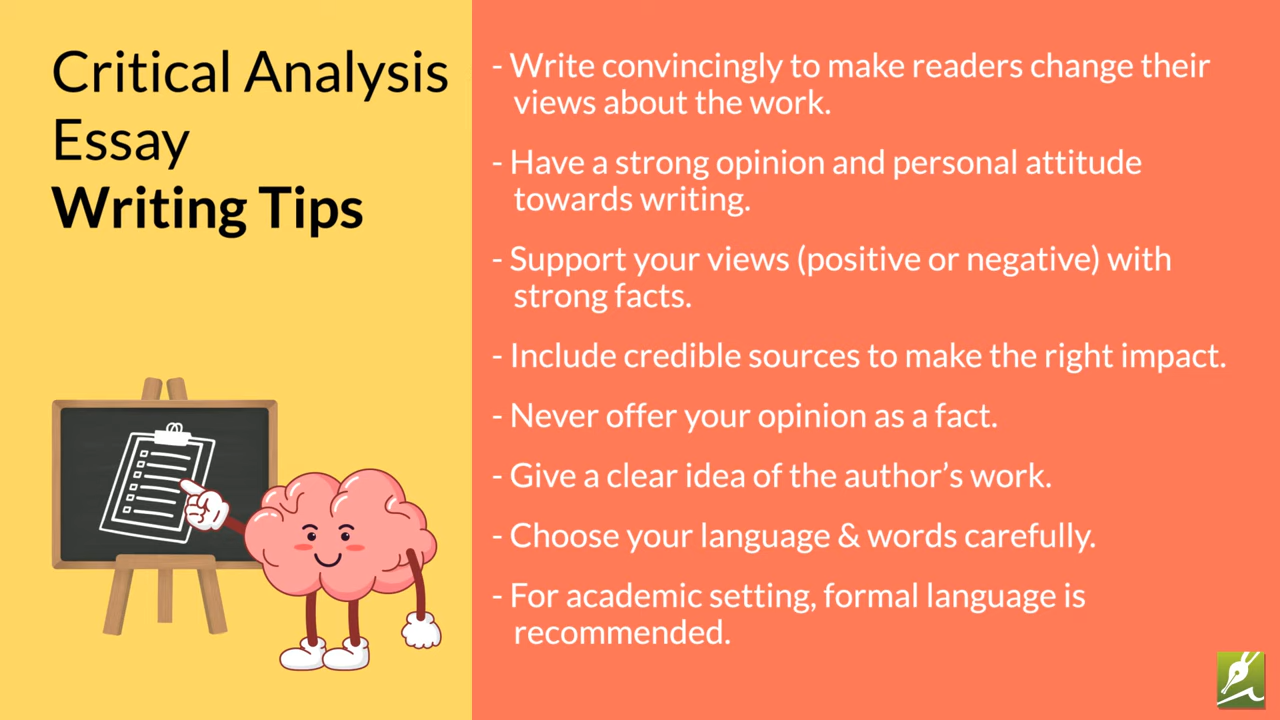 Critical Analysis
Essay
Writing Tips
- Write convincingly to make readers change their
views about the work.
- Have a strong opinion and personal attitude
towards writing.
- Support your views (positive or negative) with
strong facts.
- Include credible sources to make the right impact.
- Never offer your opinion as a fact.
- Give a clear idea of the author’s work.
- Choose your language & words carefully.
- For academic setting, formal language is
recommended.